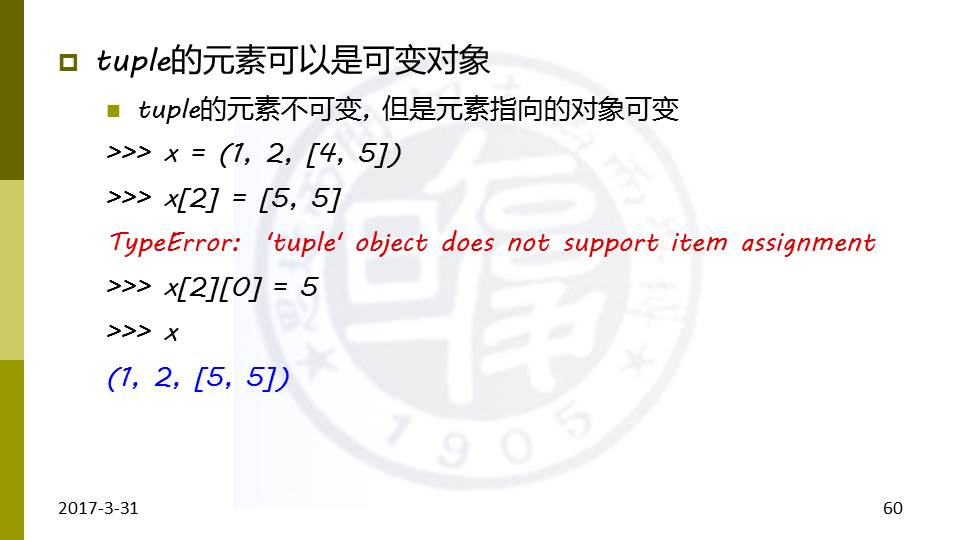 tuple的元素可以是可变对象
tuple的元素不可变, 但是元素指向的对象可变
>>> x = (1, 2, [4, 5])
>>> x[2] = [5, 5]
TypeError: 'tuple' object does not support item assignment
>>> x[2][0] = 5
>>> x
(1, 2, [5, 5])
1905
2017-3-31
60